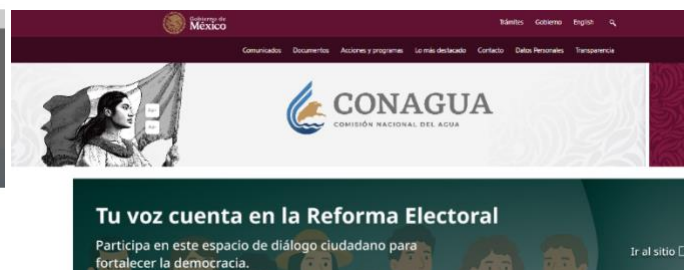 Gobierno de
México
Trámites Gobierno English
Comunicados Documentos Acciones y programas Lo más destacado Contacto Datos Personales Transparencia
CONAGUA
COMISIÓN NACIONAL DEL AGUA
Tu voz cuenta en la Reforma Electoral
Participa en este espacio de diálogo ciudadano para
fortalecer la democracia.
Ir al sitio